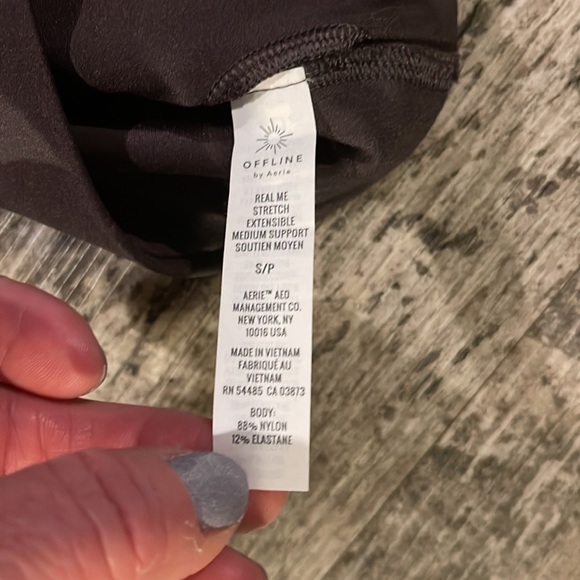 OFFLINE
by Aerie
REAL ME
STRETCH
EXTENSIBLE
MEDIUM SUPPORT
SOUTIEN MOYEN
S/P
AERIE™ AEO
MANAGEMENT CO.
NEW YORK, NY
10016 USA
MADE IN VIETNAM
FABRIQUÉ AU
VIETNAM
RN 54485 CA 03873
BODY:
88% NYLON
12% ELASTANE